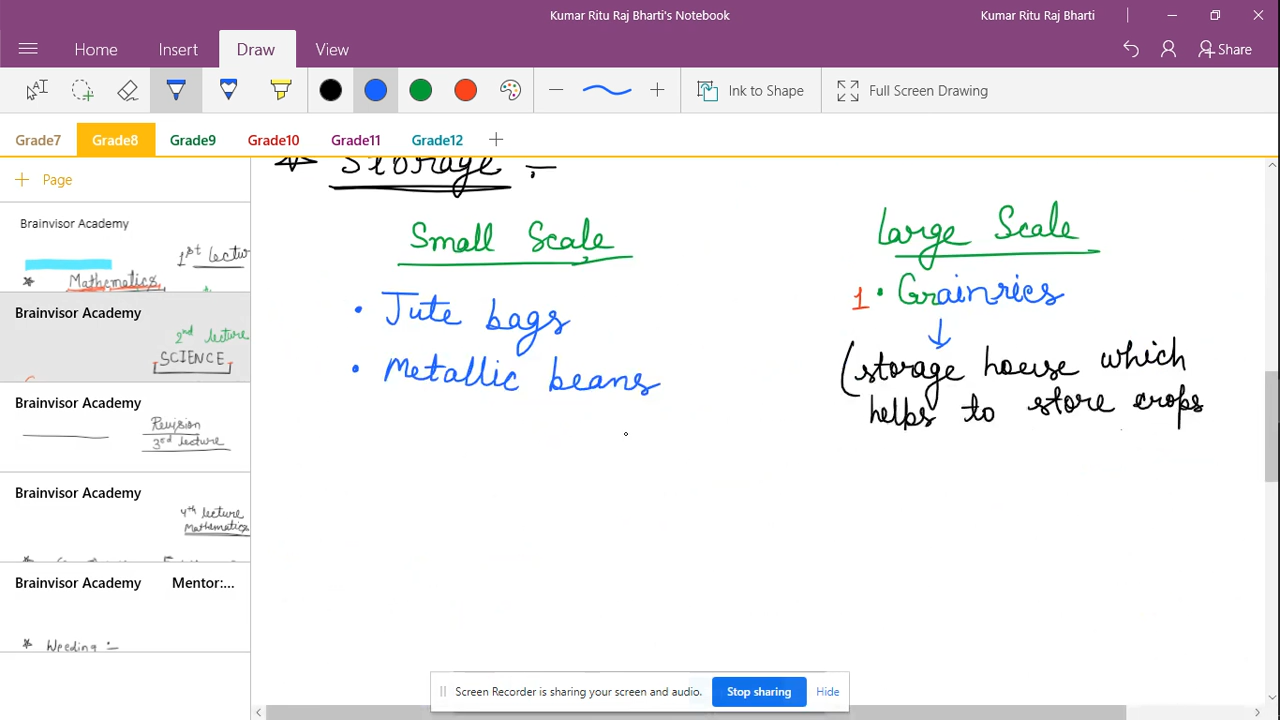 Kumar Ritu Raj Bharti's Notebook
Kumar Ritu Raj Bharti
Home Insert Draw View
Share
Ink to Shape
Full Screen Drawing
Grade7 Grade8 Grade9 Grade10 Grade11 Grade12
Page
Brainvisor Academy
1st lectur
* Mathematics
Brainvisor Academy
2nd lecture
SCIENCE
Brainvisor Academy
Revision
3rd lecture
Brainvisor Academy
4th lecture
Mathematics
Brainvisor Academy Mentor:...
* Weeding :-
* Storage :-
Small Scale
• Jute bags
• Metallic beans
Large Scale
1 • Grainries
↓
(storage house which
helps to store crops
Screen Recorder is sharing your screen and audio.
Stop sharing
Hide